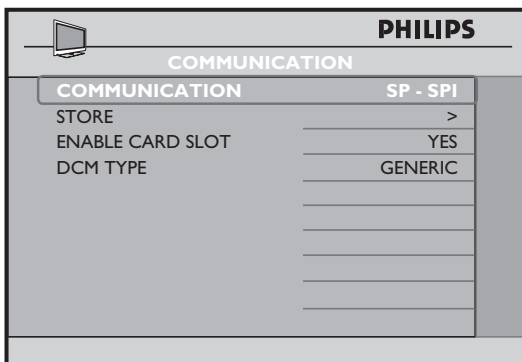 PHILIPS
COMMUNICATION
COMMUNICATION SP - SPI
STORE >
ENABLE CARD SLOT YES
DCM TYPE GENERIC